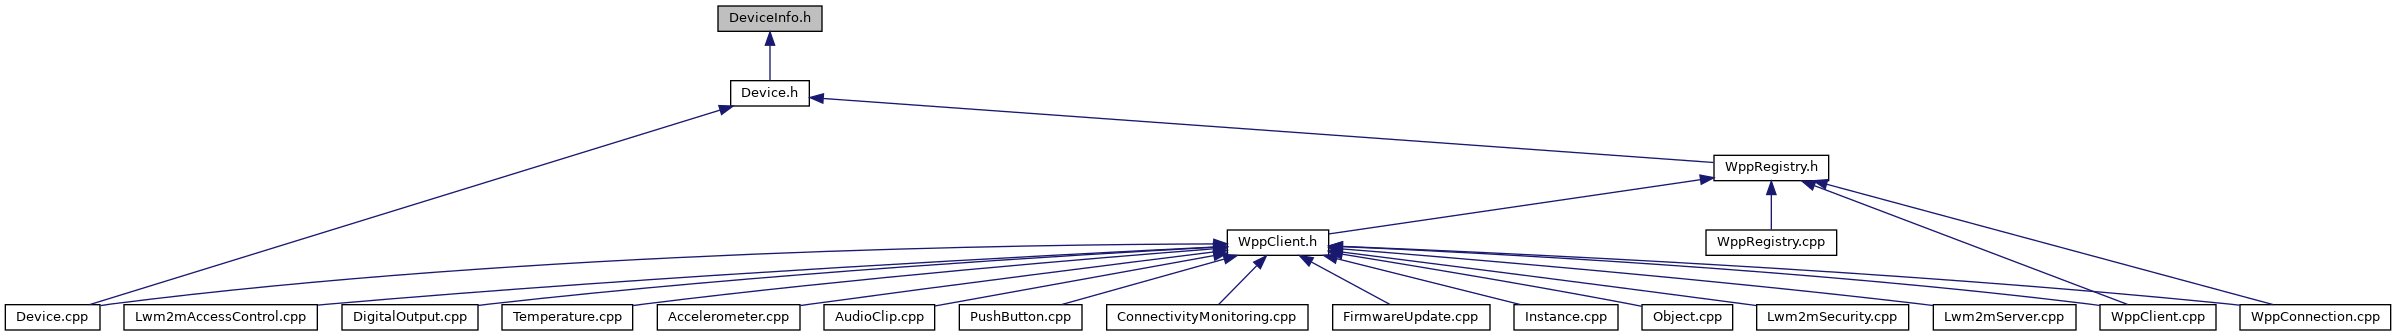 DeviceInfo.h
Device.h
WppRegistry.h
WppClient.h
WppRegistry.cpp
Device.cpp
Lwm2mAccessControl.cpp
DigitalOutput.cpp
Temperature.cpp
Accelerometer.cpp
AudioClip.cpp
PushButton.cpp
ConnectivityMonitoring.cpp
FirmwareUpdate.cpp
Instance.cpp
Object.cpp
Lwm2mSecurity.cpp
Lwm2mServer.cpp
WppClient.cpp
WppConnection.cpp